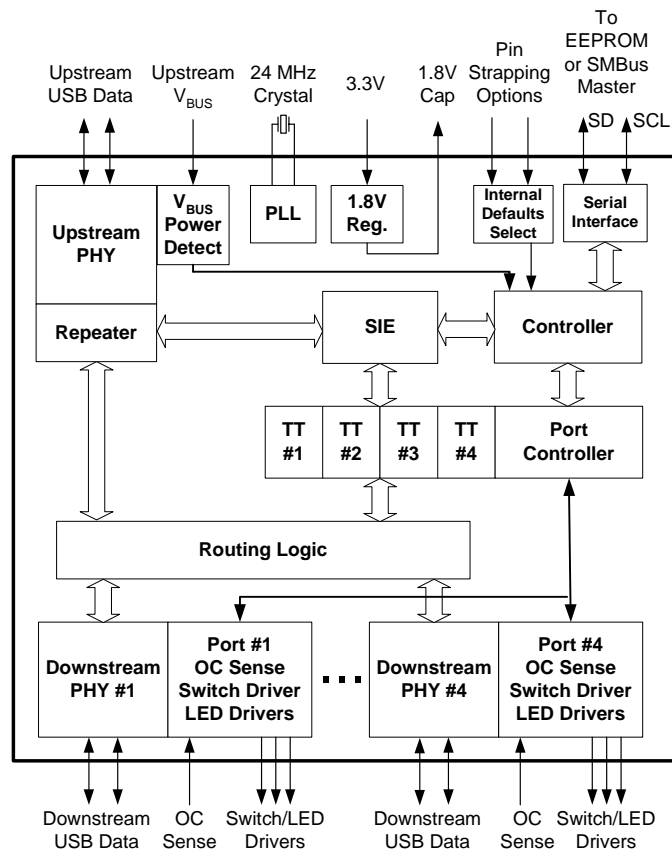 To
EEPROM
or SMBus
Master
Upstream
USB Data
Upstream
VBUS
24 MHz
Crystal
3.3V
1.8V
Cap
Pin
Strapping
Options
SD
SCL
Upstream
PHY
VBUS
Power
Detect
PLL
1.8V
Reg.
Internal
Defaults
Select
Serial
Interface
Repeater
SIE
Controller
TT
#1
TT
#2
TT
#3
TT
#4
Port
Controller
Routing Logic
Downstream
PHY #1
Port #1
OC Sense
Switch Driver
LED Drivers
Downstream
PHY #4
Port #4
OC Sense
Switch Driver
LED Drivers
Downstream
USB Data
OC
Sense
Switch/LED
Drivers
Downstream
USB Data
OC
Sense
Switch/LED
Drivers